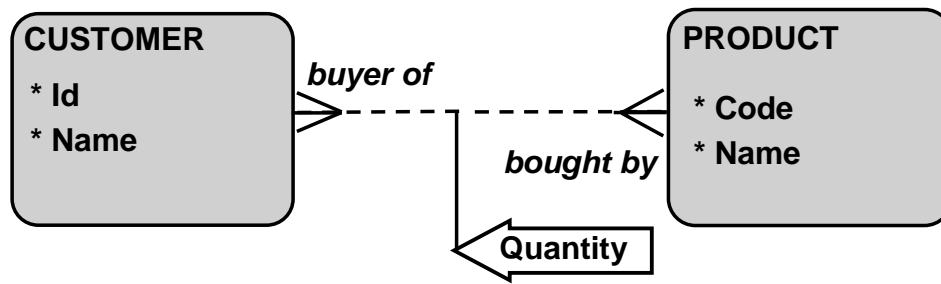 CUSTOMER
* Id
* Name
buyer of
bought by
PRODUCT
* Code
* Name
Quantity